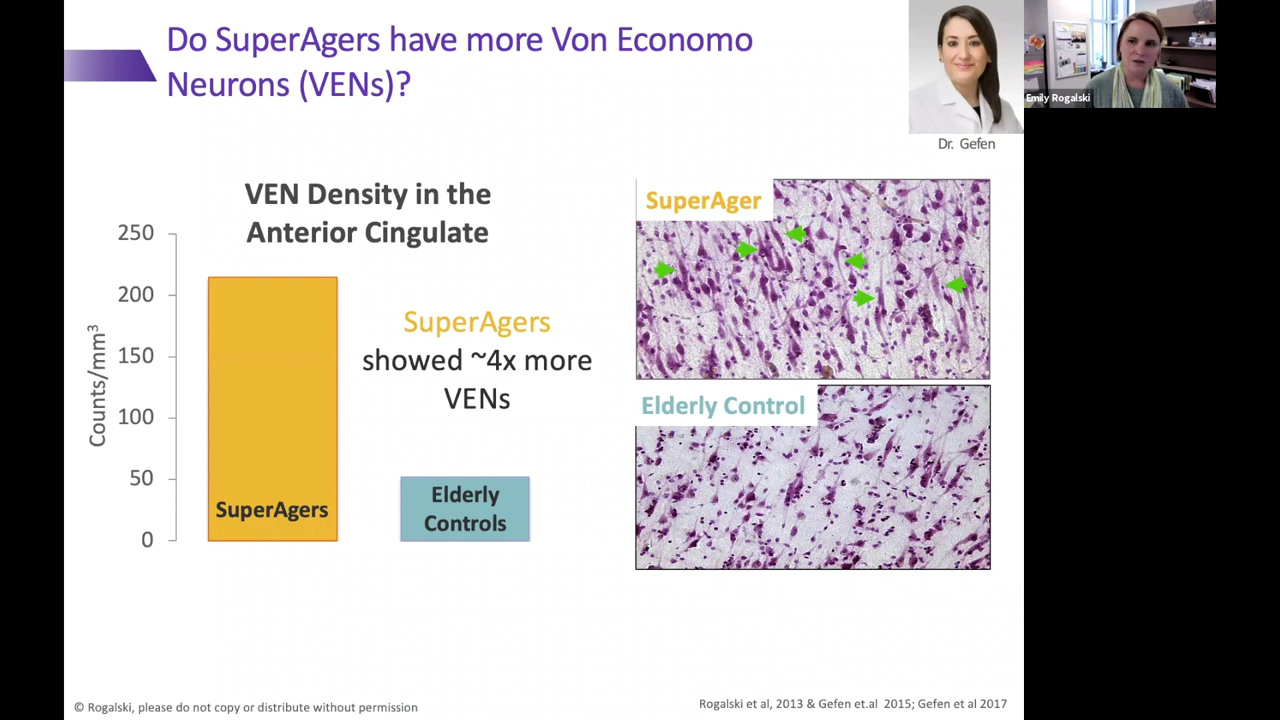 Do SuperAgers have more Von Economo
Neurons (VENs)?
Dr. Gefen
Emily Rogalski
VEN Density in the
Anterior Cingulate
Counts/mm³
250
200
150
100
50
0
SuperAgers
SuperAgers
showed ~4x more
VENs
Elderly
Controls
SuperAger
Elderly Control
© Rogalski, please do not copy or distribute without permission
Rogalski et al, 2013 & Gefen et.al 2015; Gefen et al 2017